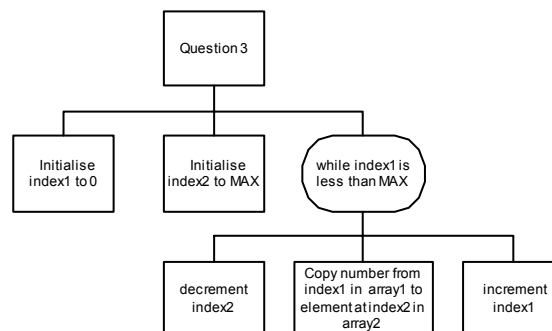 Question 3
Initialise
index1 to 0
Initialise
index2 to MAX
while index1 is
less than MAX
decrement
index2
Copy number from
index1 in array1 to
element at index2 in
array2
increment
index1